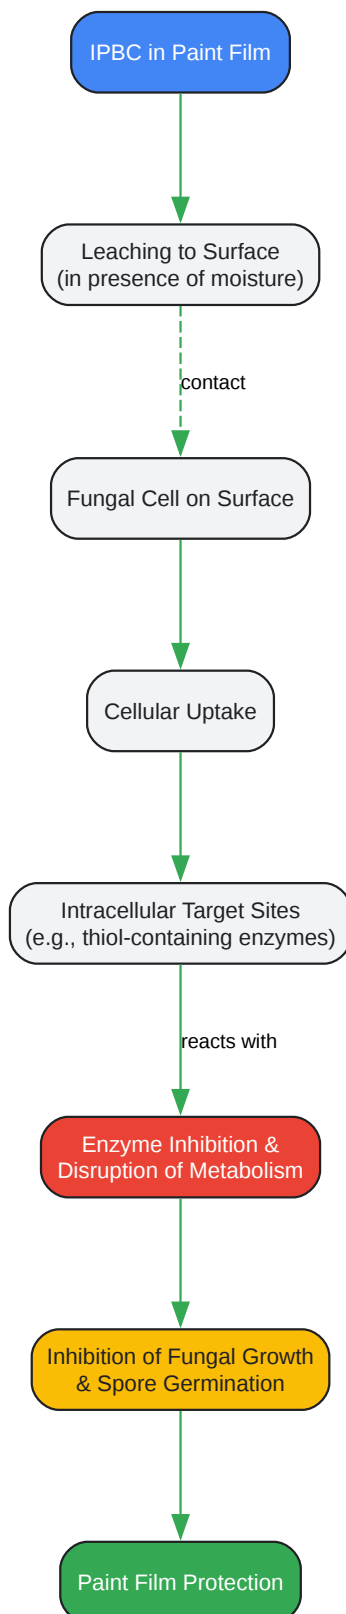 IPBC in Paint Film
Leaching to Surface
(in presence of moisture)
contact
Fungal Cell on Surface
Cellular Uptake
Intracellular Target Sites
(e.g., thiol-containing enzymes)
reacts with
Enzyme Inhibition &
Disruption of Metabolism
Inhibition of Fungal Growth
& Spore Germination
Paint Film Protection